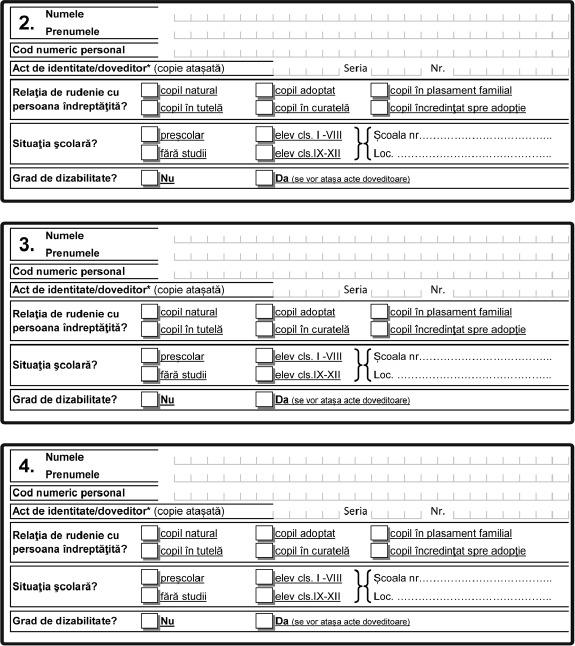 2. Numele
Prenumele
Cod numeric personal
Act de identitate/doveditor* (copie atașată) Seria Nr.
Relaţia de rudenie cu persoana îndreptăţită? copil natural copil adoptat copil în plasament familial
copil în tutelă copil în curatelă copil încredinţat spre adopţie
Situaţia şcolară? preşcolar elev cls. I -VIII Şcoala nr.....................................
fără studii elev cls.IX-XII Loc. ..........................................
Grad de dizabilitate? Nu Da (se vor ataşa acte doveditoare)
3. Numele
Prenumele
Cod numeric personal
Act de identitate/doveditor* (copie atașată) Seria Nr.
Relaţia de rudenie cu persoana îndreptăţită? copil natural copil adoptat copil în plasament familial
copil în tutelă copil în curatelă copil încredinţat spre adopţie
Situaţia şcolară? preşcolar elev cls. I -VIII Şcoala nr.....................................
fără studii elev cls.IX-XII Loc. ..........................................
Grad de dizabilitate? Nu Da (se vor ataşa acte doveditoare)
4. Numele
Prenumele
Cod numeric personal
Act de identitate/doveditor* (copie atașată) Seria Nr.
Relaţia de rudenie cu persoana îndreptăţită? copil natural copil adoptat copil în plasament familial
copil în tutelă copil în curatelă copil încredinţat spre adopţie
Situaţia şcolară? preşcolar elev cls. I -VIII Şcoala nr.....................................
fără studii elev cls.IX-XII Loc. ..........................................
Grad de dizabilitate? Nu Da (se vor ataşa acte doveditoare)